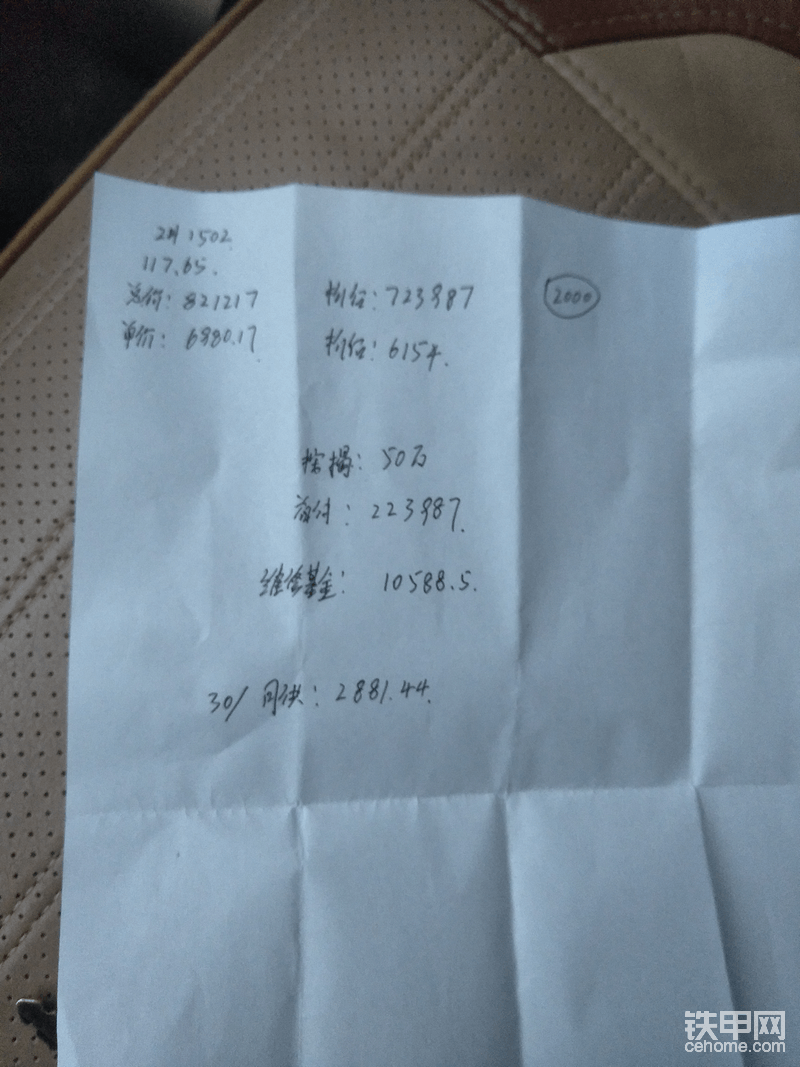 2# 1502
117.65.
总价: 821217 折后: 723987 2000
单价: 6980.17 折后: 6154.
按揭: 50万
首付: 223987.
维修基金: 10588.5.
30/ 月供: 2881.44.
铁甲网
cehome.com